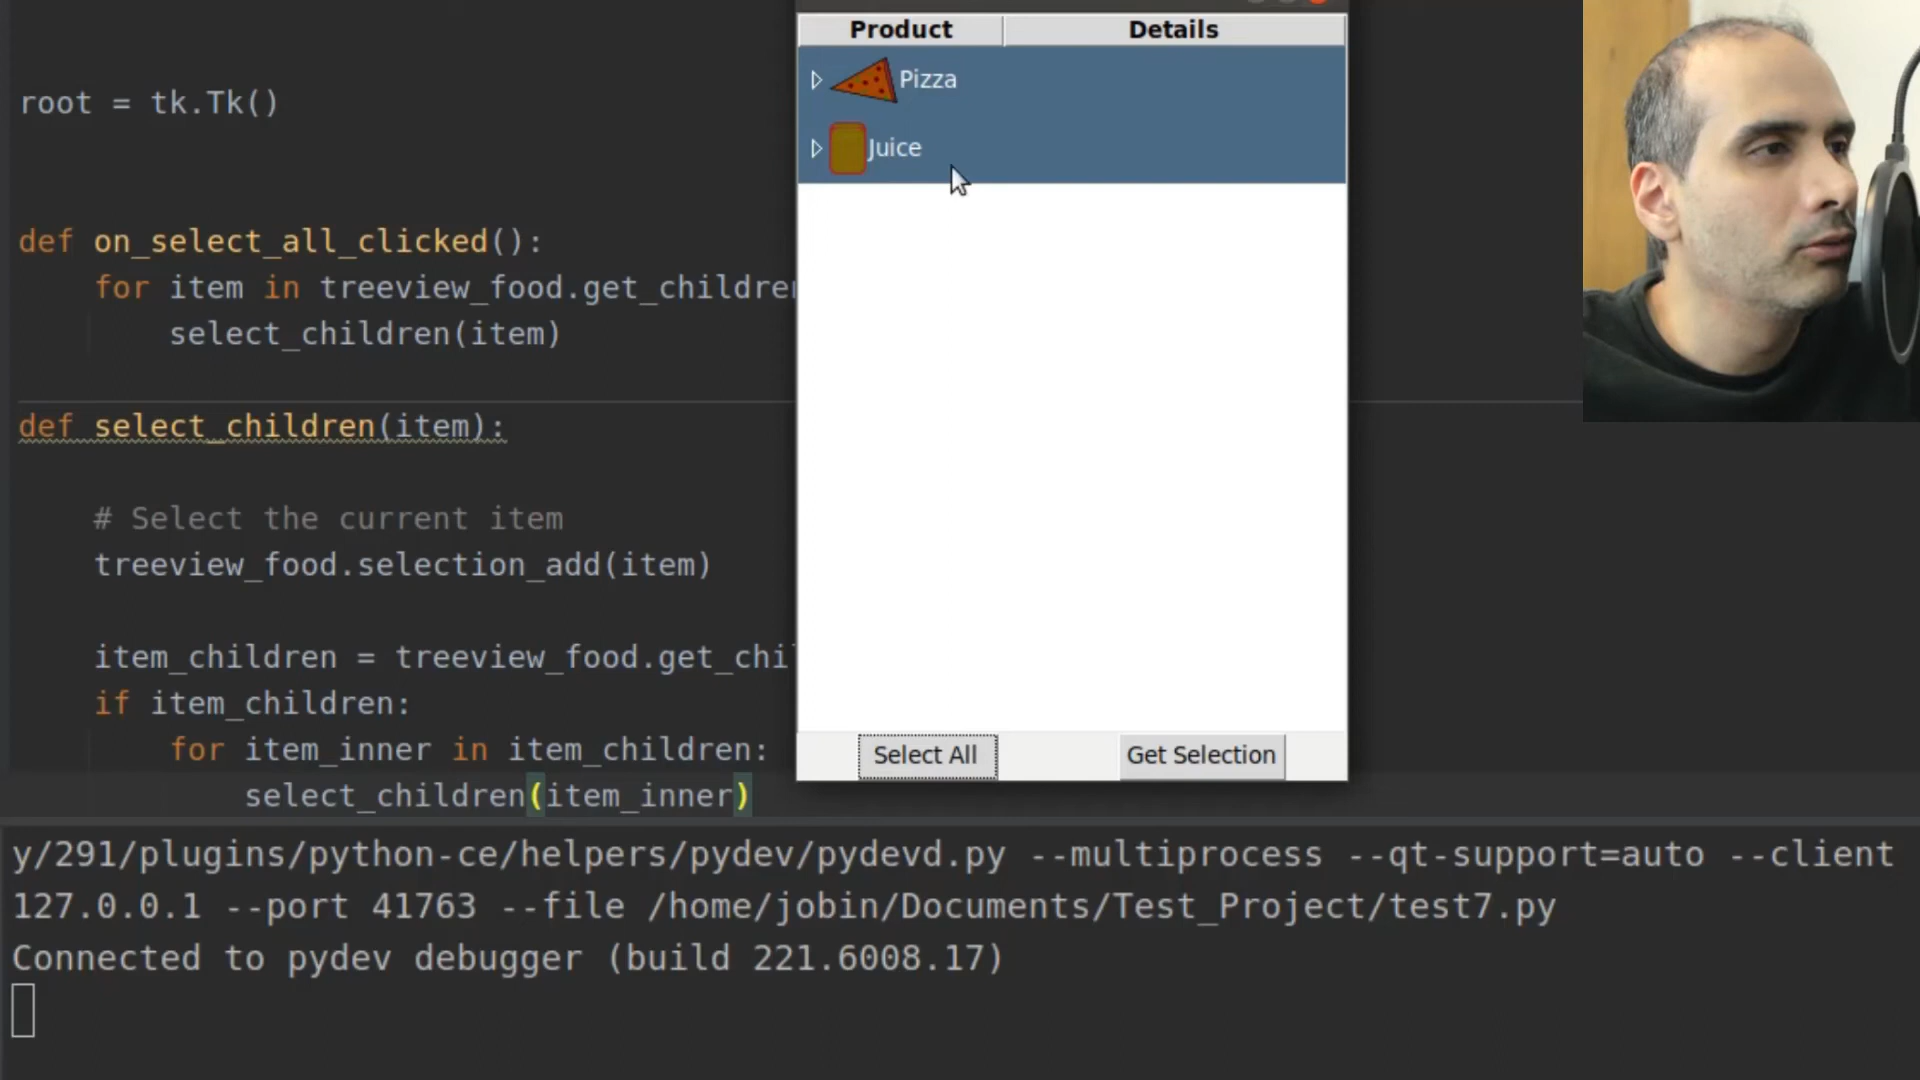 root = tk.Tk()
def on_select_all_clicked():
for item in treeview_food.get_children
select_children(item)
def select_children(item):
# Select the current item
treeview_food.selection_add(item)
item_children = treeview_food.get_chi
if item_children:
for item_inner in item_children:
select_children(item_inner)
Product Details
Pizza
Juice
Select All Get Selection
y/291/plugins/python-ce/helpers/pydev/pydevd.py --multiprocess --qt-support=auto --client
127.0.0.1 --port 41763 --file /home/jobin/Documents/Test_Project/test7.py
Connected to pydev debugger (build 221.6008.17)